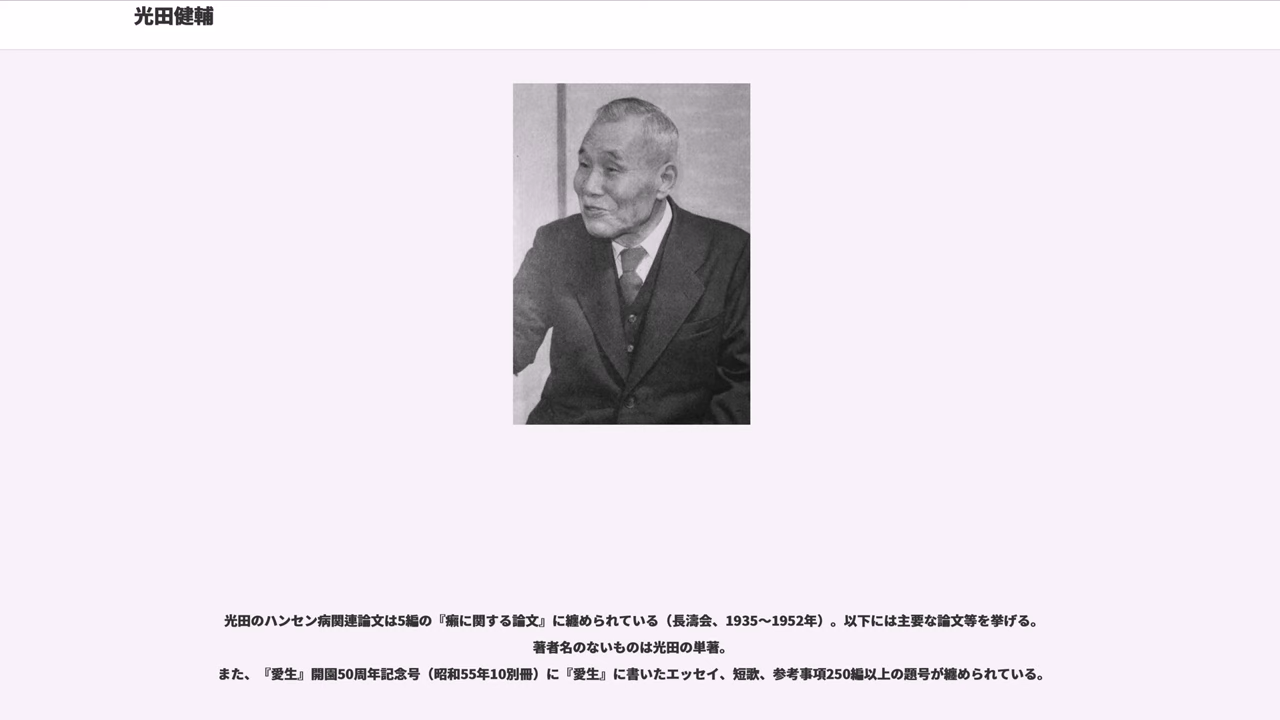 光田健輔
光田のハンセン病関連論文は5編の『癩に関する論文』に纏められている（長濤会、1935〜1952年）。以下には主要な論文等を挙げる。
著者名のないものは光田の単著。
また、『愛生』開園50周年記念号（昭和55年10別冊）に『愛生』に書いたエッセイ、短歌、参考事項250編以上の題号が纏められている。